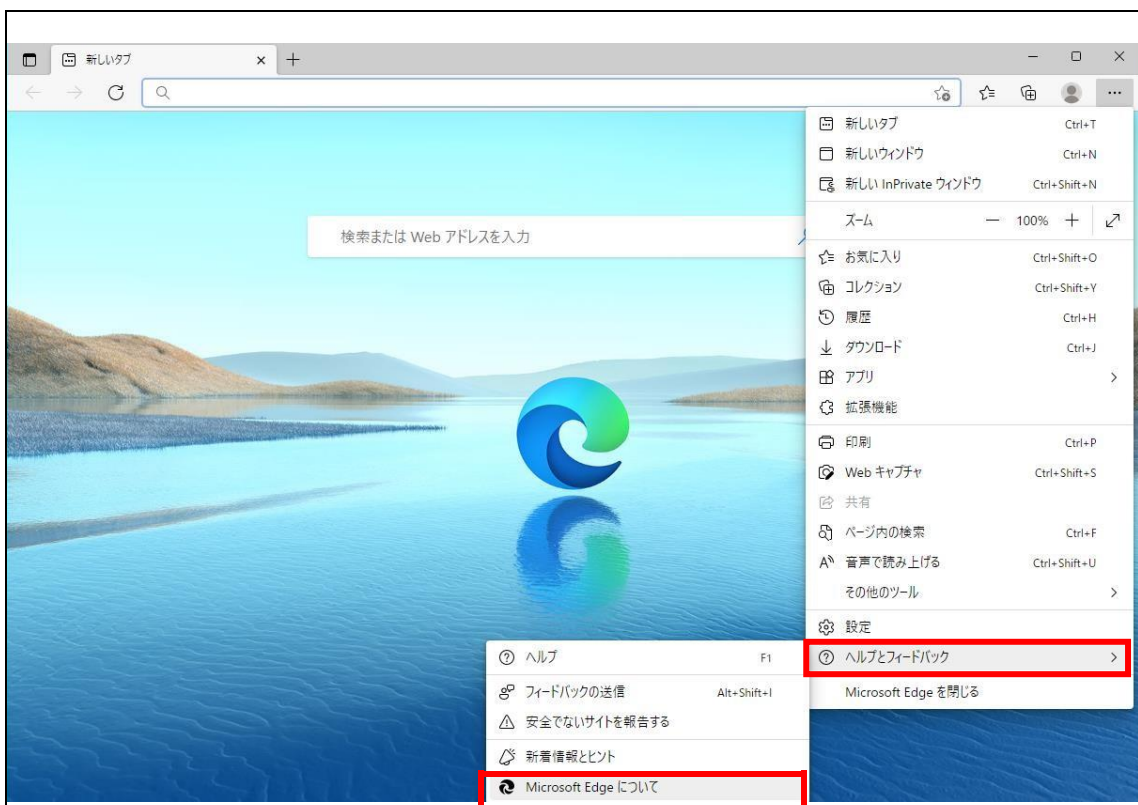 新しいタブ
新しいタブ Ctrl+T
新しいウィンドウ Ctrl+N
新しい InPrivate ウィンドウ Ctrl+Shift+N
ズーム 100%
検索または Web アドレスを入力
お気に入り Ctrl+Shift+O
コレクション Ctrl+Shift+Y
履歴 Ctrl+H
ダウンロード Ctrl+J
アプリ
拡張機能
印刷 Ctrl+P
Web キャプチャ Ctrl+Shift+S
共有
ページ内の検索 Ctrl+F
音声で読み上げる Ctrl+Shift+U
その他のツール
設定
ヘルプとフィードバック
Microsoft Edge を閉じる
ヘルプ F1
フィードバックの送信 Alt+Shift+I
安全でないサイトを報告する
新着情報とヒント
Microsoft Edge について